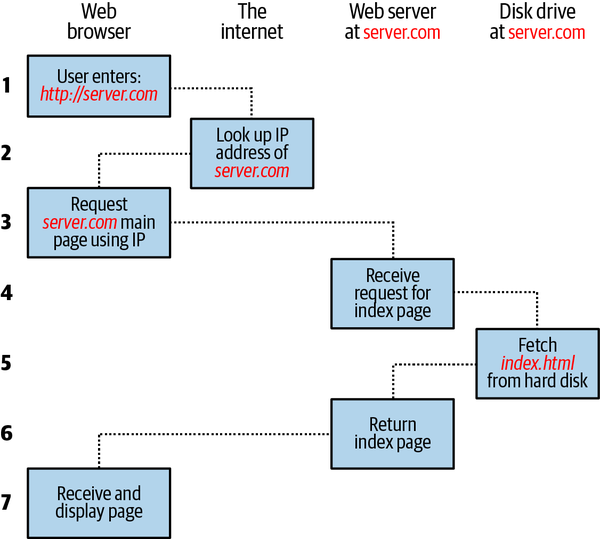 Web
browser
The
internet
Web server
at server.com
Disk drive
at server.com
1
User enters:
http://server.com
2
Look up IP
address of
server.com
3
Request
server.com main
page using IP
4
Receive
request for
index page
5
Fetch
index.html
from hard disk
6
Return
index page
7
Receive and
display page